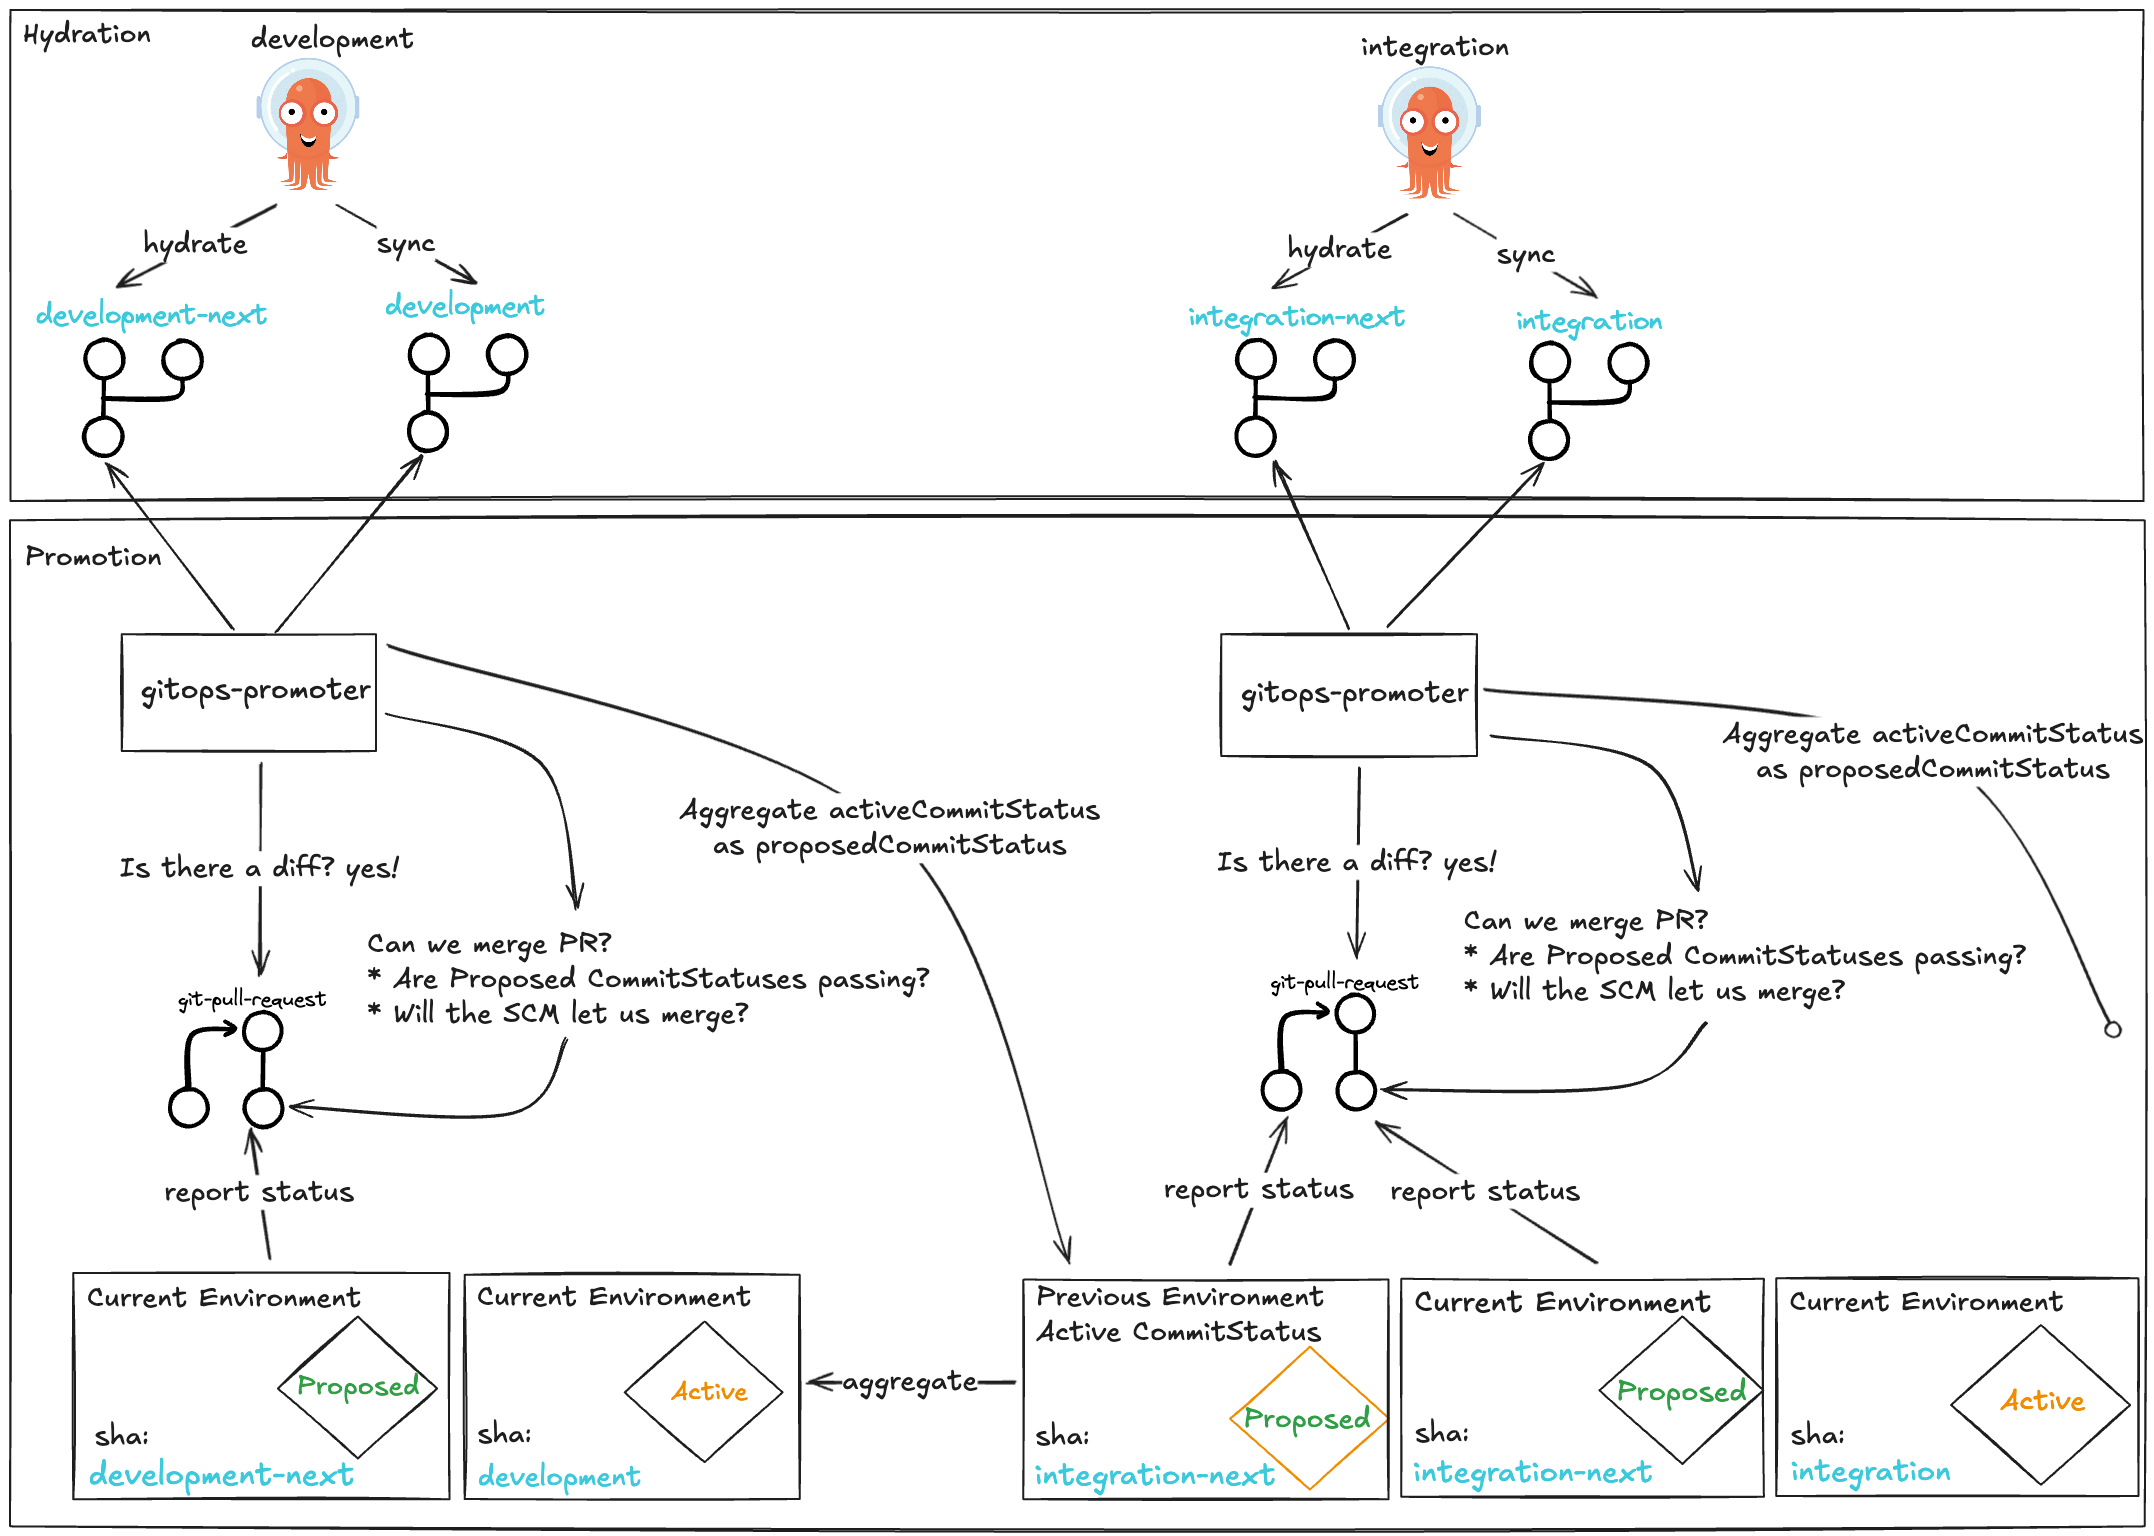 Hydration
development
integration
hydrate
sync
hydrate
sync
development-next
development
integration-next
integration
Promotion
gitops-promoter
gitops-promoter
Aggregate activeCommitStatus
as proposedCommitStatus
Aggregate activeCommitStatus
as proposedCommitStatus
Is there a diff? yes!
Is there a diff? yes!
Can we merge PR?
* Are Proposed CommitStatuses passing?
* Will the SCM let us merge?
Can we merge PR?
* Are Proposed CommitStatuses passing?
* Will the SCM let us merge?
git-pull-request
git-pull-request
report status
report status
report status
Current Environment
Proposed
sha:
development-next
Current Environment
Active
sha:
development
aggregate
Previous Environment
Active CommitStatus
Proposed
sha:
integration-next
Current Environment
Proposed
sha:
integration-next
Current Environment
Active
sha:
integration